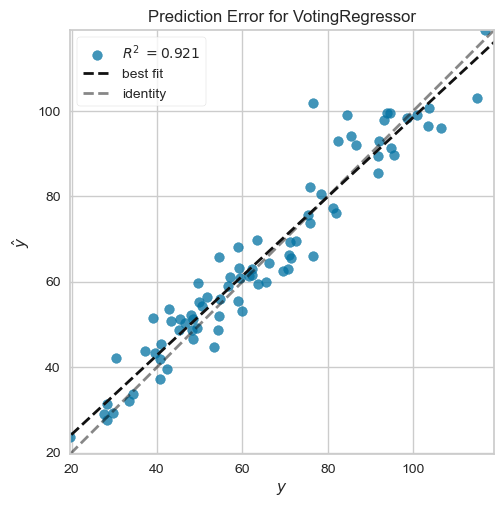 Prediction Error for VotingRegressor
R² = 0.921
best fit
identity
100
80
60
40
20
ŷ
20 40 60 80 100
y